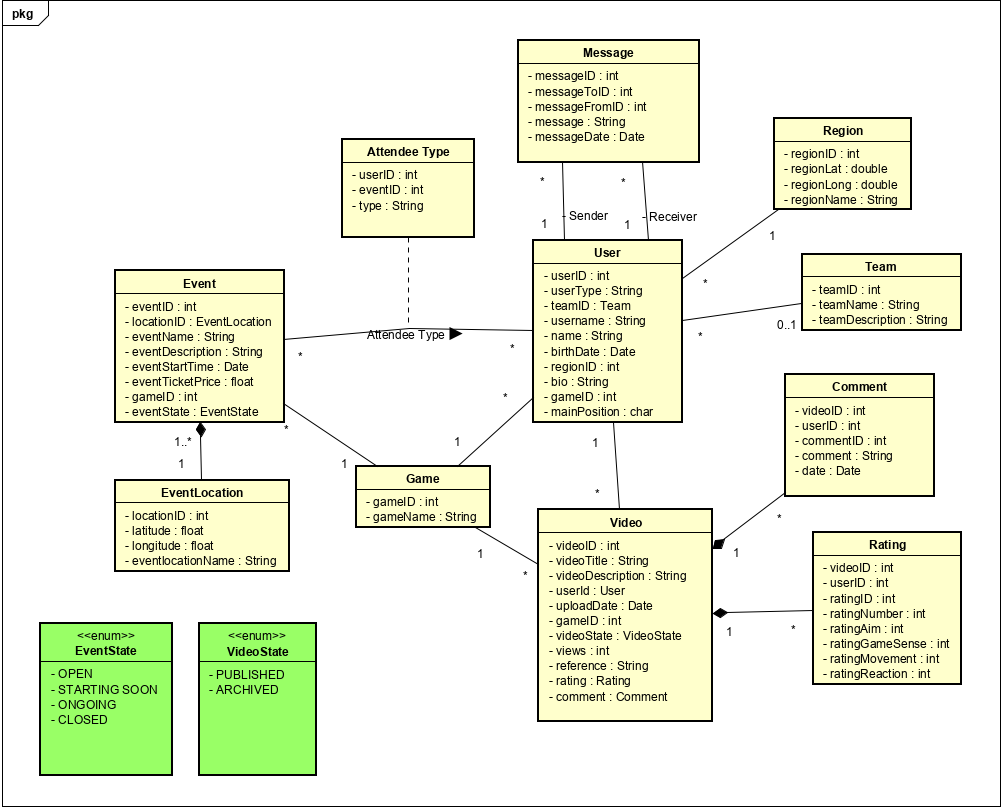 pkg
Message
- messageID : int
- messageToID : int
- messageFromID : int
- message : String
- messageDate : Date
Region
- regionID : int
- regionLat : double
- regionLong : double
- regionName : String
Attendee Type
- userID : int
- eventID : int
- type : String
*
*
1
- Sender
1
- Receiver
1
*
User
- userID : int
- userType : String
- teamID : Team
- username : String
- name : String
- birthDate : Date
- regionID : int
- bio : String
- gameID : int
- mainPosition : char
Team
- teamID : int
- teamName : String
- teamDescription : String
0..1
*
Event
- eventID : int
- locationID : EventLocation
- eventName : String
- eventDescription : String
- eventStartTime : Date
- eventTicketPrice : float
- gameID : int
- eventState : EventState
Attendee Type
*
*
*
1
*
1
1..*
1
1
*
Comment
- videoID : int
- userID : int
- commentID : int
- comment : String
- date : Date
Game
- gameID : int
- gameName : String
1
*
EventLocation
- locationID : int
- latitude : float
- longitude : float
- eventlocationName : String
Video
- videoID : int
- videoTitle : String
- videoDescription : String
- userId : User
- uploadDate : Date
- gameID : int
- videoState : VideoState
- views : int
- reference : String
- rating : Rating
- comment : Comment
*
1
Rating
- videoID : int
- userID : int
- ratingID : int
- ratingNumber : int
- ratingAim : int
- ratingGameSense : int
- ratingMovement : int
- ratingReaction : int
1
*
<<enum>>
EventState
- OPEN
- STARTING SOON
- ONGOING
- CLOSED
<<enum>>
VideoState
- PUBLISHED
- ARCHIVED